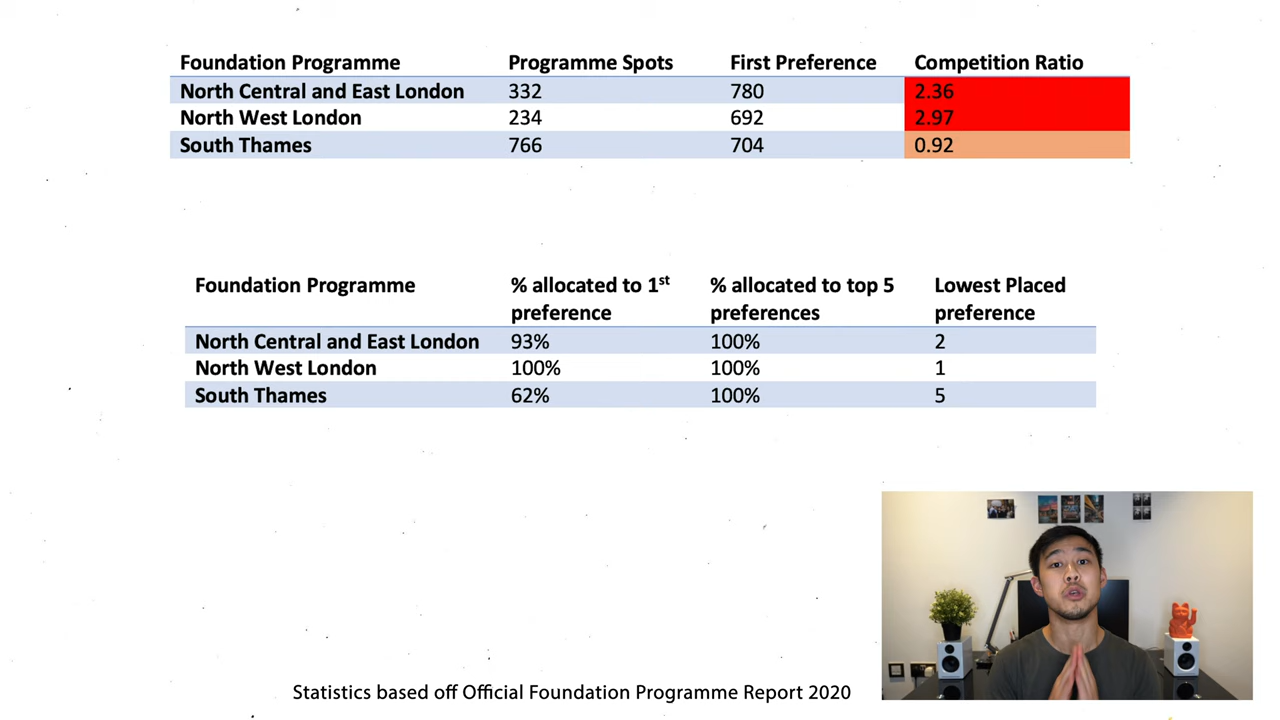 Foundation Programme Programme Spots First Preference Competition Ratio
North Central and East London 332 780 2.36
North West London 234 692 2.97
South Thames 766 704 0.92
Foundation Programme % allocated to 1st preference % allocated to top 5 preferences Lowest Placed preference
North Central and East London 93% 100% 2
North West London 100% 100% 1
South Thames 62% 100% 5
Statistics based off Official Foundation Programme Report 2020